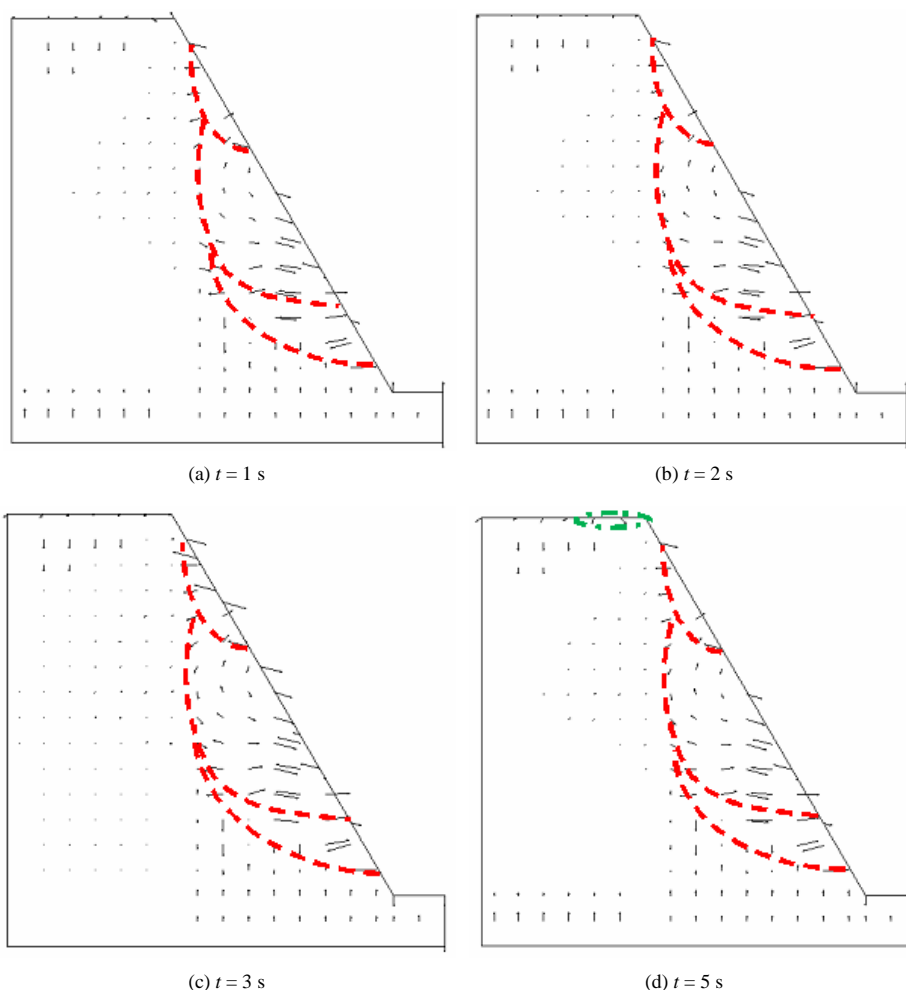 (a) t = 1 s
(b) t = 2 s
(c) t = 3 s
(d) t = 5 s